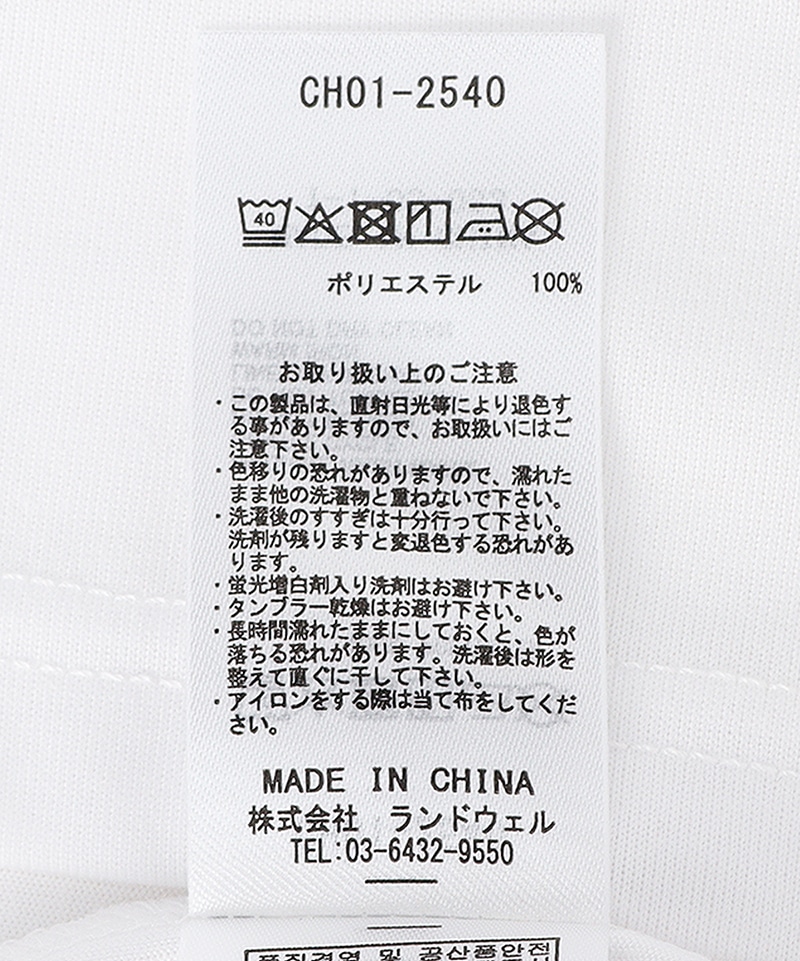 CH01-2540
40
ポリエステル 100%
お取り扱い上のご注意
・この製品は、直射日光等により退色す
る事がありますので、お取扱いにはご
注意下さい。
・色移りの恐れがありますので、濡れた
まま他の洗濯物と重ねないで下さい。
・洗濯後のすすぎは十分行って下さい。
洗剤が残りますと変退色する恐れがあ
ります。
・蛍光増白剤入り洗剤はお避け下さい。
・タンブラー乾燥はお避け下さい。
・長時間濡れたままにしておくと、色が
落ちる恐れがあります。洗濯後は形を
整えて直ぐに干して下さい。
・アイロンをする際は当て布をしてくだ
さい。
MADE IN CHINA
株式会社 ランドウェル
TEL:03-6432-9550
품질경영 및 공산품안전